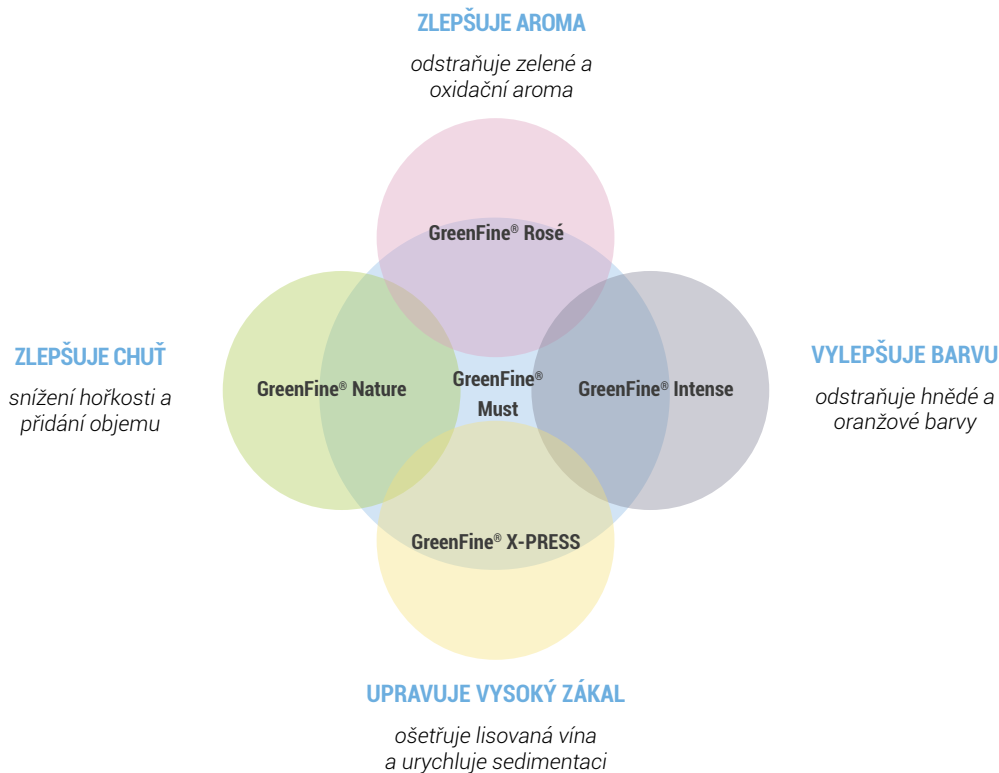 ZLEPŠUJE AROMA
odstraňuje zelené a
oxidační aroma
GreenFine® Rosé
ZLEPŠUJE CHUŤ
snížení hořkosti a
přidání objemu
GreenFine® Nature
GreenFine®
Must
GreenFine® Intense
VYLEPŠUJE BARVU
odstraňuje hnědé a
oranžové barvy
GreenFine® X-PRESS
UPRAVUJE VYSOKÝ ZÁKAL
ošetřuje lisovaná vína
a urychluje sedimentaci